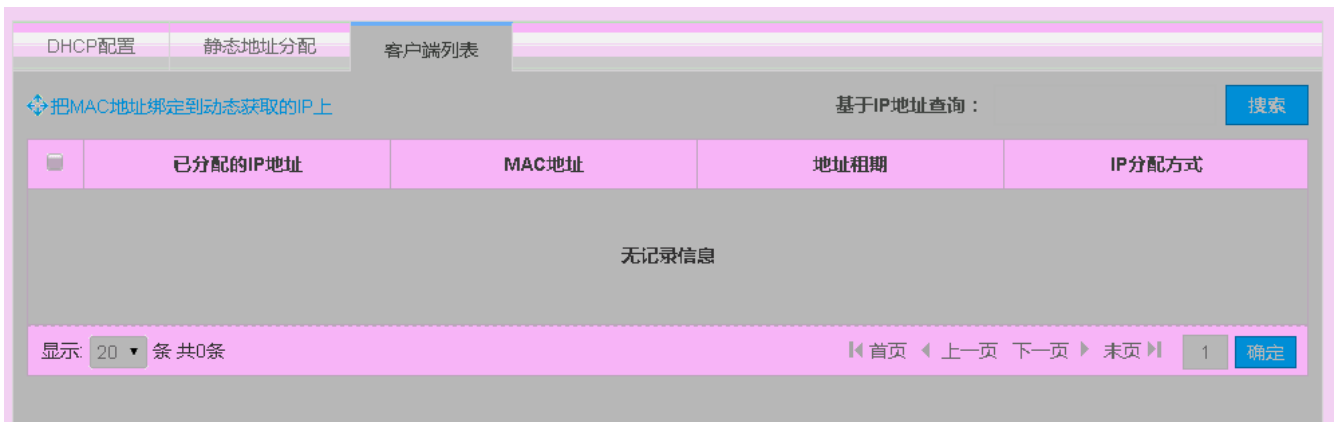 DHCP配置 静态地址分配 客户端列表
把MAC地址绑定到动态获取的IP上 基于IP地址查询： 搜索
已分配的IP地址 MAC地址 地址租期 IP分配方式
无记录信息
显示: 20 条 共0条 首页 上一页 下一页 末页 1 确定